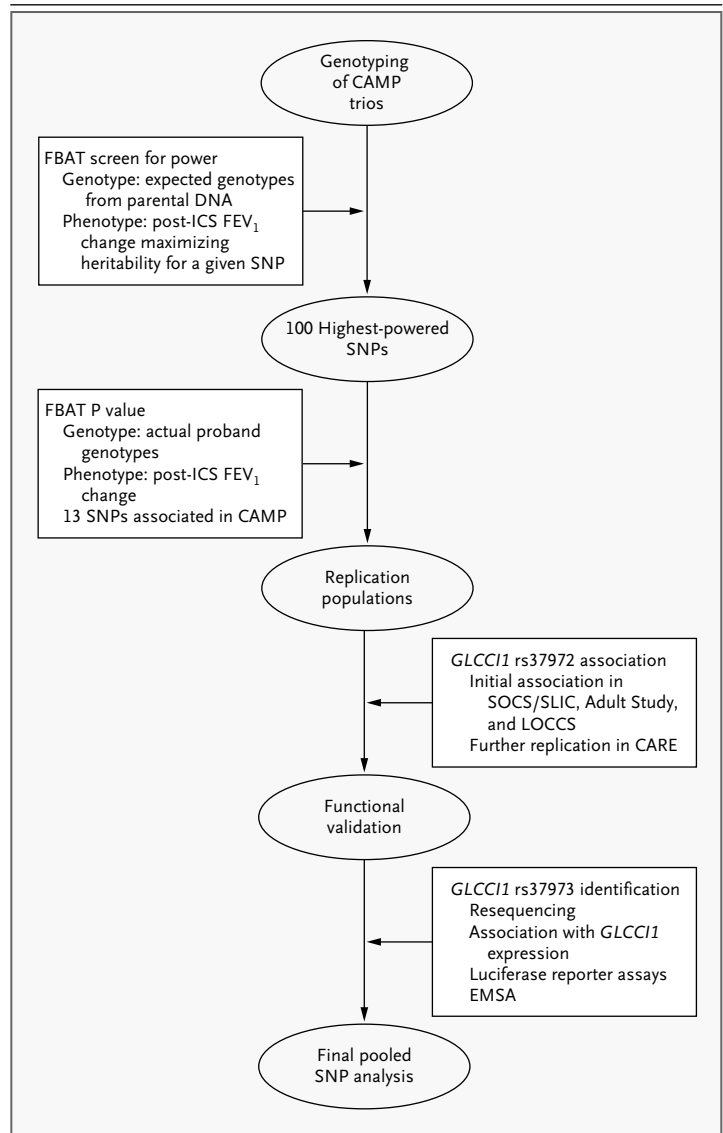 Genotyping
of CAMP
trios
FBAT screen for power
Genotype: expected genotypes
from parental DNA
Phenotype: post-ICS FEV1
change maximizing
heritability for a given SNP
100 Highest-powered
SNPs
FBAT P value
Genotype: actual proband
genotypes
Phenotype: post-ICS FEV1
change
13 SNPs associated in CAMP
Replication
populations
GLCCI1 rs37972 association
Initial association in
SOCS/SLIC, Adult Study,
and LOCCS
Further replication in CARE
Functional
validation
GLCCI1 rs37973 identification
Resequencing
Association with GLCCI1
expression
Luciferase reporter assays
EMSA
Final pooled
SNP analysis